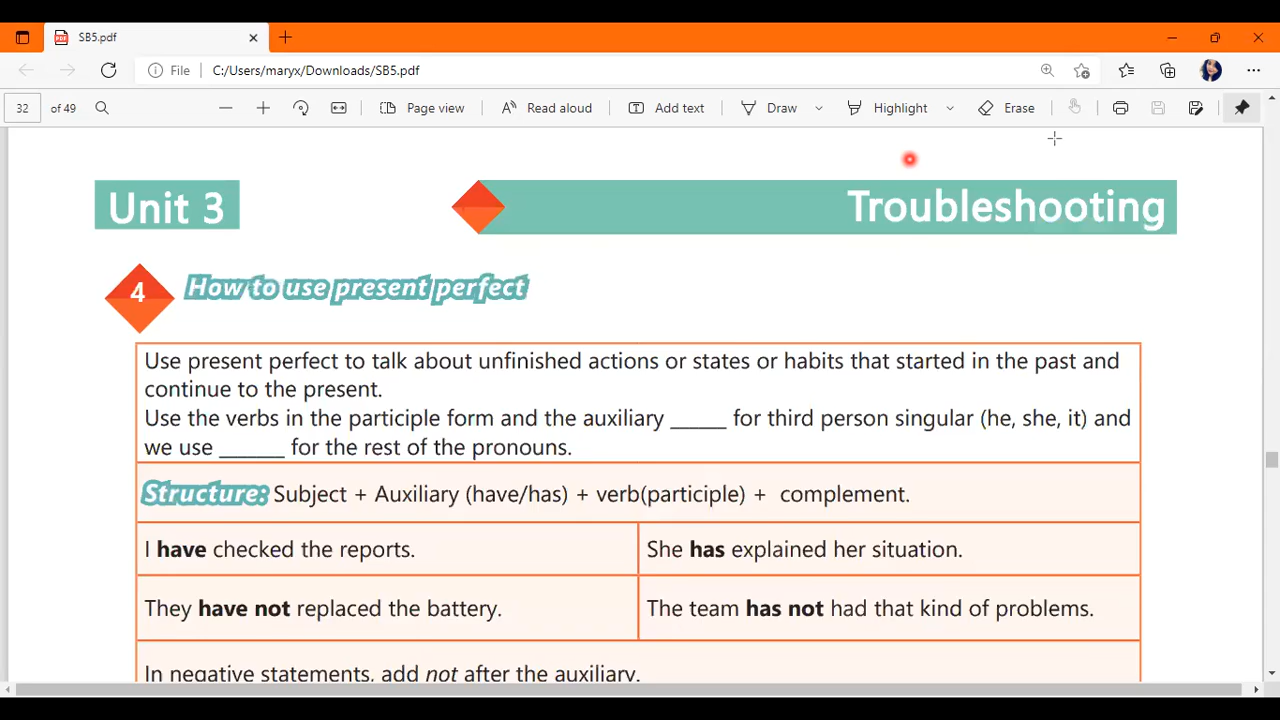 SB5.pdf
File C:/Users/maryx/Downloads/SB5.pdf
32 of 49 Page view Read aloud Add text Draw Highlight Erase
Unit 3 Troubleshooting
4 How to use present perfect
Use present perfect to talk about unfinished actions or states or habits that started in the past and
continue to the present.
Use the verbs in the participle form and the auxiliary _____ for third person singular (he, she, it) and
we use ______ for the rest of the pronouns.
Structure: Subject + Auxiliary (have/has) + verb(participle) + complement.
I have checked the reports. She has explained her situation.
They have not replaced the battery. The team has not had that kind of problems.
In negative statements, add not after the auxiliary.